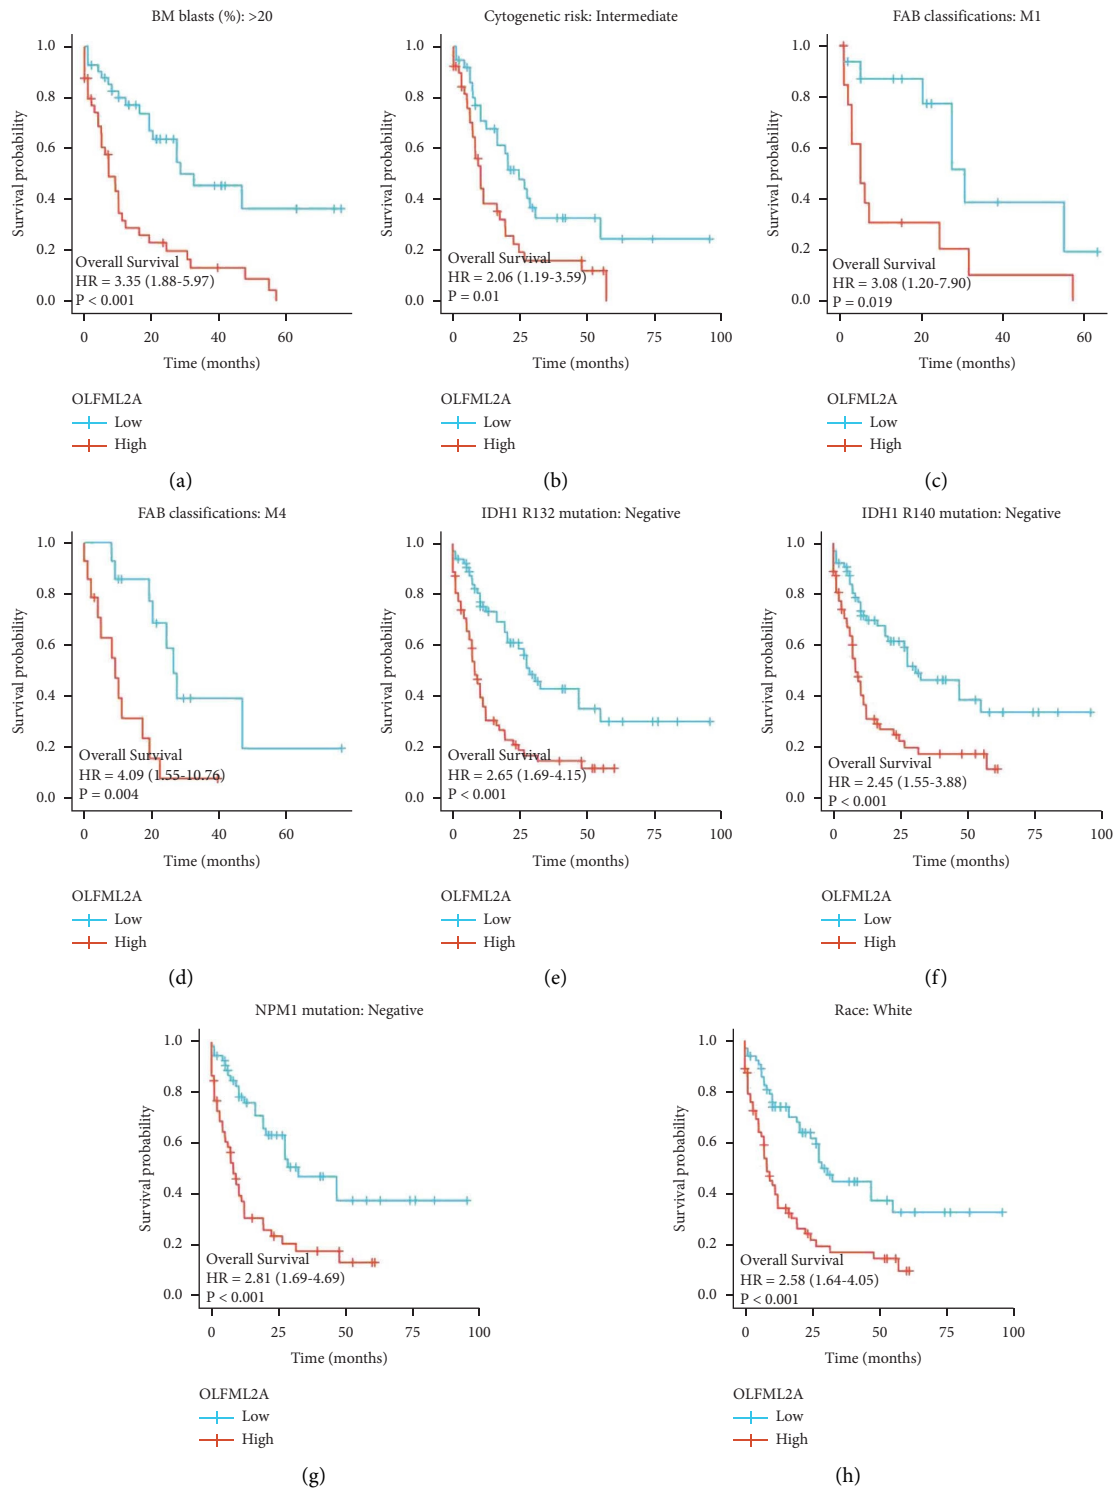 BM blasts (%): >20
Survival probability
1.0
0.8
0.6
0.4
0.2
0.0
Overall Survival
HR = 3.35 (1.88-5.97)
P < 0.001
0 20 40 60
Time (months)
OLFML2A
Low
High
(a)
Cytogenetic risk: Intermediate
Survival probability
1.0
0.8
0.6
0.4
0.2
0.0
Overall Survival
HR = 2.06 (1.19-3.59)
P = 0.01
0 25 50 75 100
Time (months)
OLFML2A
Low
High
(b)
FAB classifications: M1
Survival probability
1.0
0.8
0.6
0.4
0.2
0.0
Overall Survival
HR = 3.08 (1.20-7.90)
P = 0.019
0 20 40 60
Time (months)
OLFML2A
Low
High
(c)
FAB classifications: M4
Survival probability
1.0
0.8
0.6
0.4
0.2
0.0
Overall Survival
HR = 4.09 (1.55-10.76)
P = 0.004
0 20 40 60
Time (months)
OLFML2A
Low
High
(d)
IDH1 R132 mutation: Negative
Survival probability
1.0
0.8
0.6
0.4
0.2
0.0
Overall Survival
HR = 2.65 (1.69-4.15)
P < 0.001
0 25 50 75 100
Time (months)
OLFML2A
Low
High
(e)
IDH1 R140 mutation: Negative
Survival probability
1.0
0.8
0.6
0.4
0.2
0.0
Overall Survival
HR = 2.45 (1.55-3.88)
P < 0.001
0 25 50 75 100
Time (months)
OLFML2A
Low
High
(f)
NPM1 mutation: Negative
Survival probability
1.0
0.8
0.6
0.4
0.2
0.0
Overall Survival
HR = 2.81 (1.69-4.69)
P < 0.001
0 25 50 75 100
Time (months)
OLFML2A
Low
High
(g)
Race: White
Survival probability
1.0
0.8
0.6
0.4
0.2
0.0
Overall Survival
HR = 2.58 (1.64-4.05)
P < 0.001
0 25 50 75 100
Time (months)
OLFML2A
Low
High
(h)